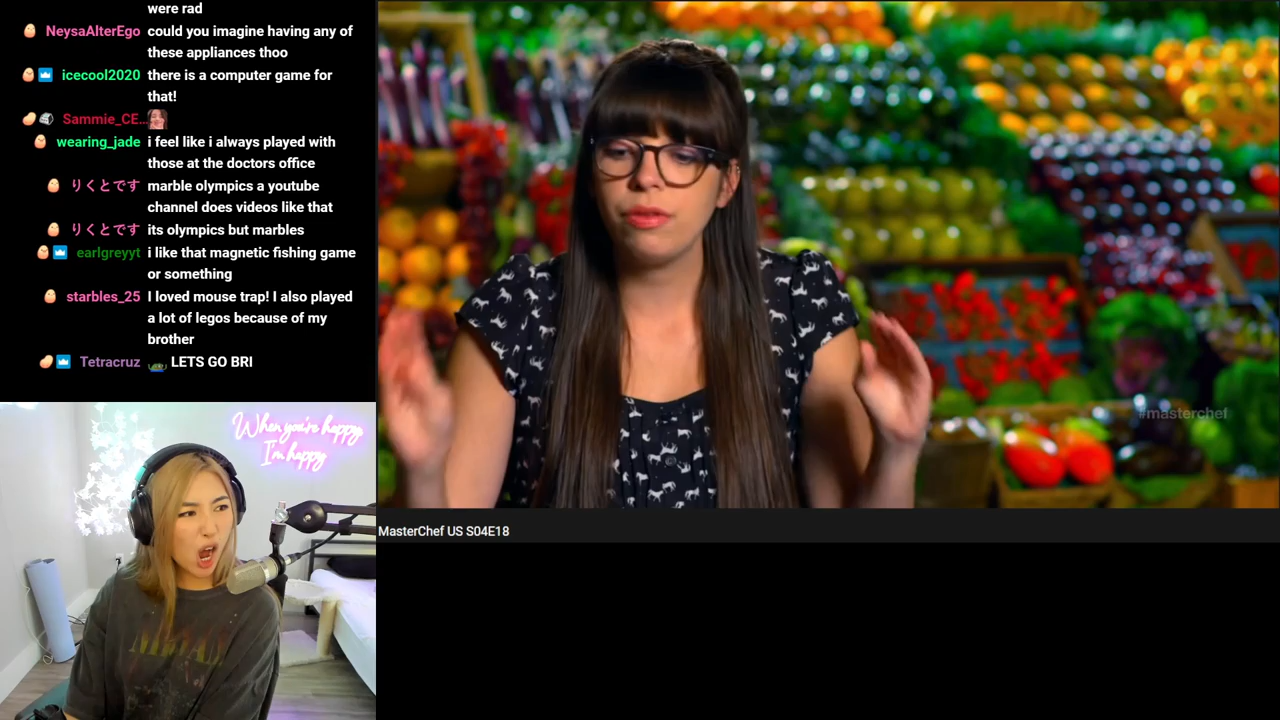 were rad
NeysaAlterEgo could you imagine having any of
these appliances thoo
icecool2020 there is a computer game for
that!
Sammie_CE...
wearing_jade i feel like i always played with
those at the doctors office
りくとです marble olympics a youtube
channel does videos like that
りくとです its olympics but marbles
earlgreyyt i like that magnetic fishing game
or something
starbles_25 I loved mouse trap! I also played
a lot of legos because of my
brother
Tetracruz LETS GO BRI
When you're happy
I'm happy
#masterchef
MasterChef US S04E18